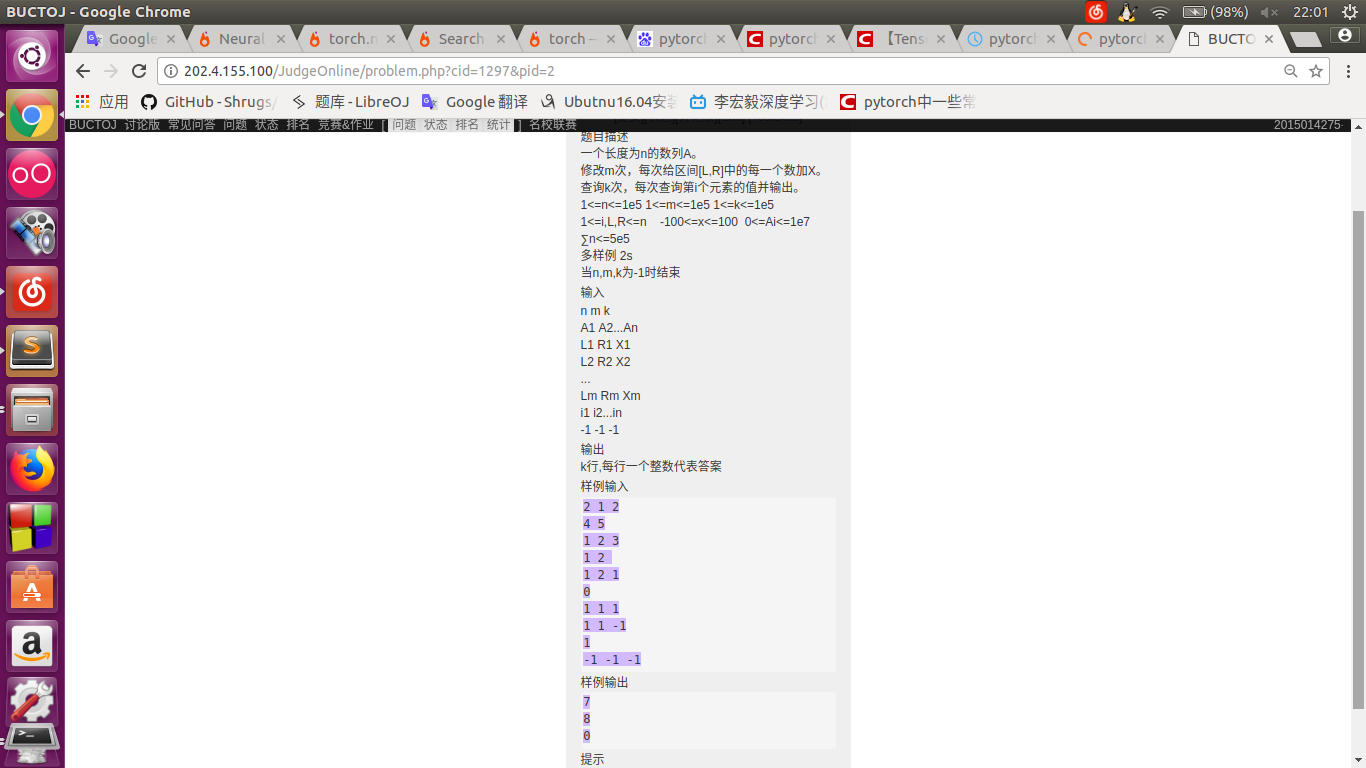 BUCTOJ - Google Chrome
(98%)
22:01
Google
Neural
torch.n
Search
torch —
pytorch
pytorch
【Tens
pytorch
pytorch
BUCTO
202.4.155.100/JudgeOnline/problem.php?cid=1297&pid=2
应用
GitHub - Shrugs/
题库 - LibreOJ
Google 翻译
Ubutnu16.04安装
李宏毅深度学习(
pytorch中一些常
BUCTOJ 讨论版 常见问答 问题 状态 排名 竞赛&作业 [ 问题 状态 排名 统计 ] 名校联赛
2015014275-
题目描述
一个长度为n的数列A。
修改m次，每次给区间[L,R]中的每一个数加X。
查询k次，每次查询第i个元素的值并输出。
1<=n<=1e5 1<=m<=1e5 1<=k<=1e5
1<=i,L,R<=n -100<=x<=100 0<=Ai<=1e7
∑n<=5e5
多样例 2s
当n,m,k为-1时结束
输入
n m k
A1 A2...An
L1 R1 X1
L2 R2 X2
...
Lm Rm Xm
i1 i2...in
-1 -1 -1
输出
k行,每行一个整数代表答案
样例输入
2 1 2
4 5
1 2 3
1 2
1 2 1
0
1 1 1
1 1 -1
1
-1 -1 -1
样例输出
7
8
0
提示